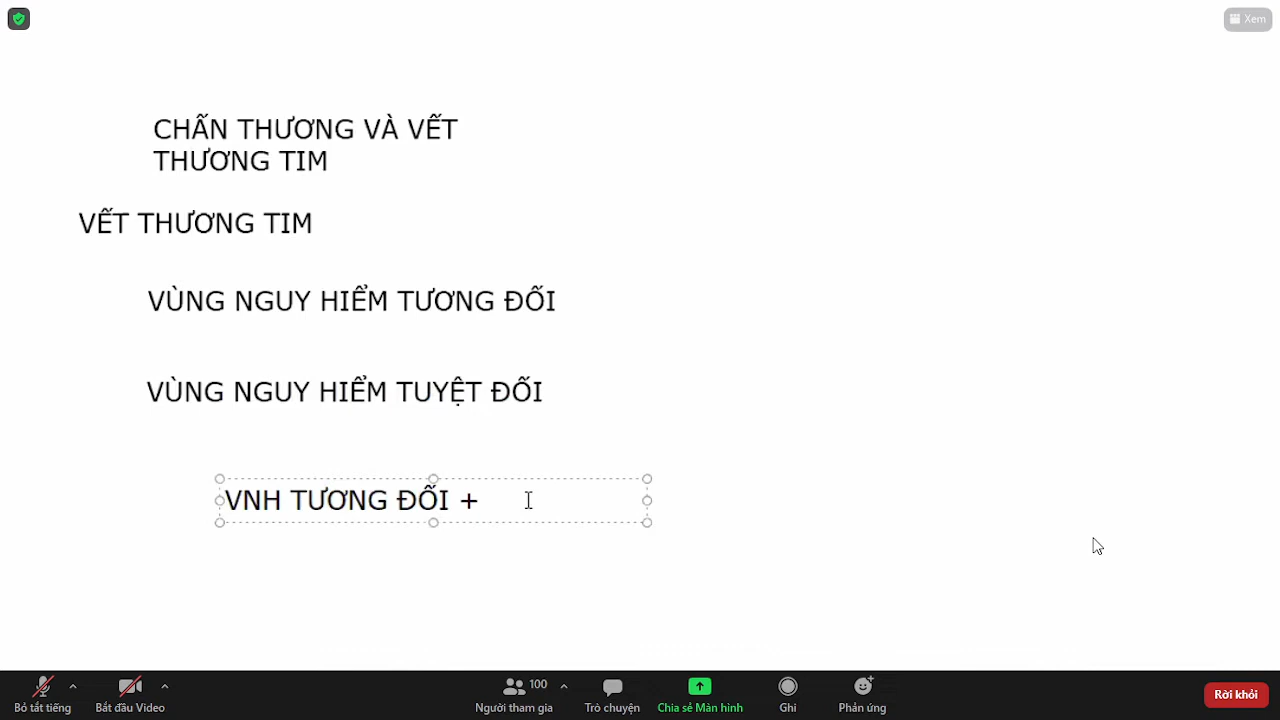 Xem
CHẤN THƯƠNG VÀ VẾT
THƯƠNG TIM
VẾT THƯƠNG TIM
VÙNG NGUY HIỂM TƯƠNG ĐỐI
VÙNG NGUY HIỂM TUYỆT ĐỐI
VNH TƯƠNG ĐỐI +
100
Bỏ tắt tiếng
Bắt đầu Video
Người tham gia
Trò chuyện
Chia sẻ Màn hình
Ghi
Phản ứng
Rời khỏi